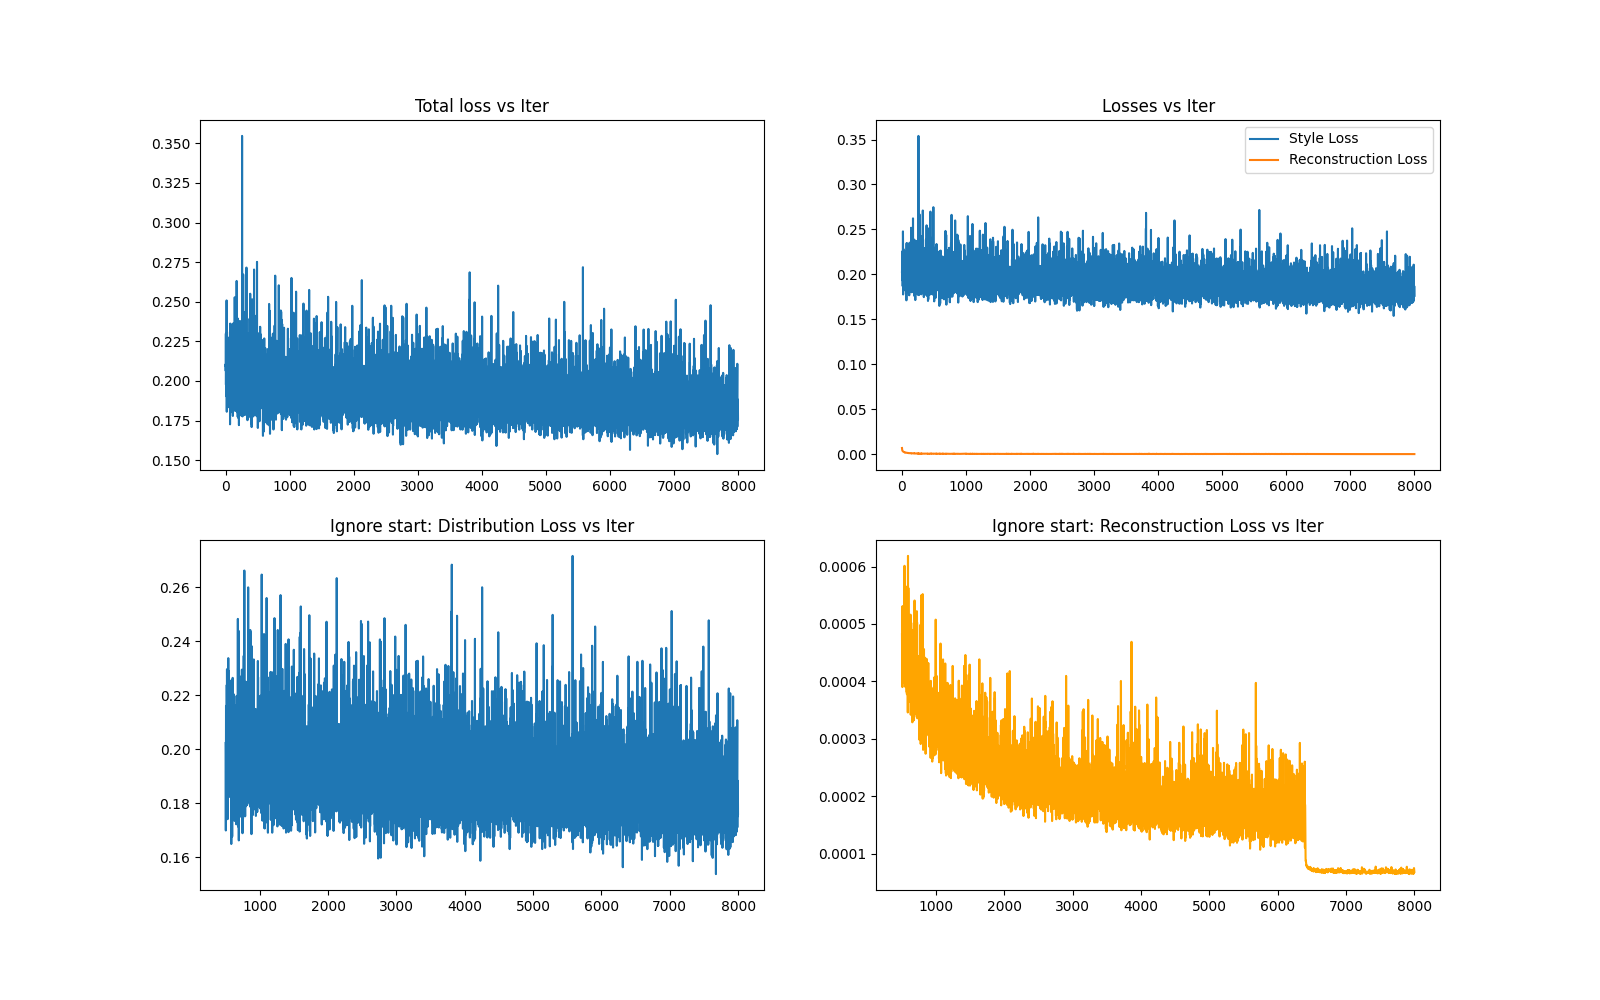 Total loss vs Iter
0.350
0.325
0.300
0.275
0.250
0.225
0.200
0.175
0.150
0 1000 2000 3000 4000 5000 6000 7000 8000
Losses vs Iter
Style Loss
Reconstruction Loss
0.35
0.30
0.25
0.20
0.15
0.10
0.05
0.00
0 1000 2000 3000 4000 5000 6000 7000 8000
Ignore start: Distribution Loss vs Iter
0.26
0.24
0.22
0.20
0.18
0.16
1000 2000 3000 4000 5000 6000 7000 8000
Ignore start: Reconstruction Loss vs Iter
0.0006
0.0005
0.0004
0.0003
0.0002
0.0001
1000 2000 3000 4000 5000 6000 7000 8000